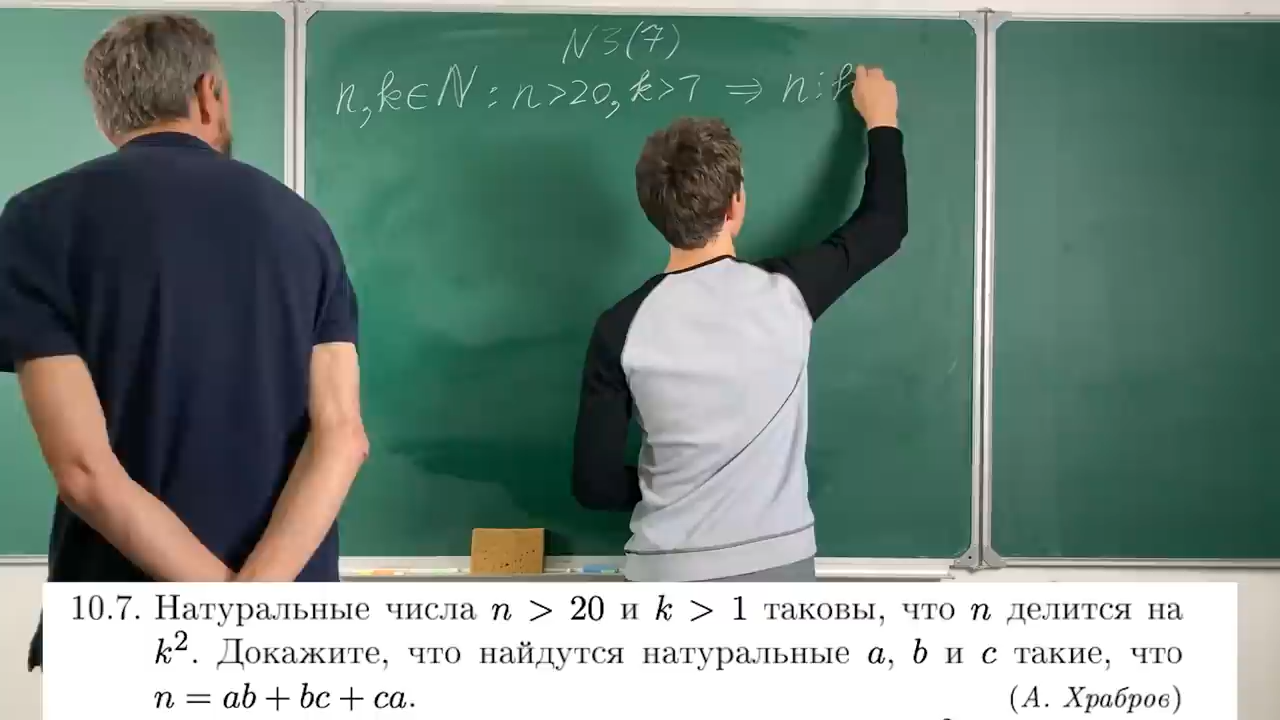 N3(7)
n,k∈ℕ : n>20, k>7 ⇒ n⋮k
10.7. Натуральные числа n > 20 и k > 1 таковы, что n делится на
k². Докажите, что найдутся натуральные a, b и c такие, что
n = ab + bc + ca. (А. Храбров)